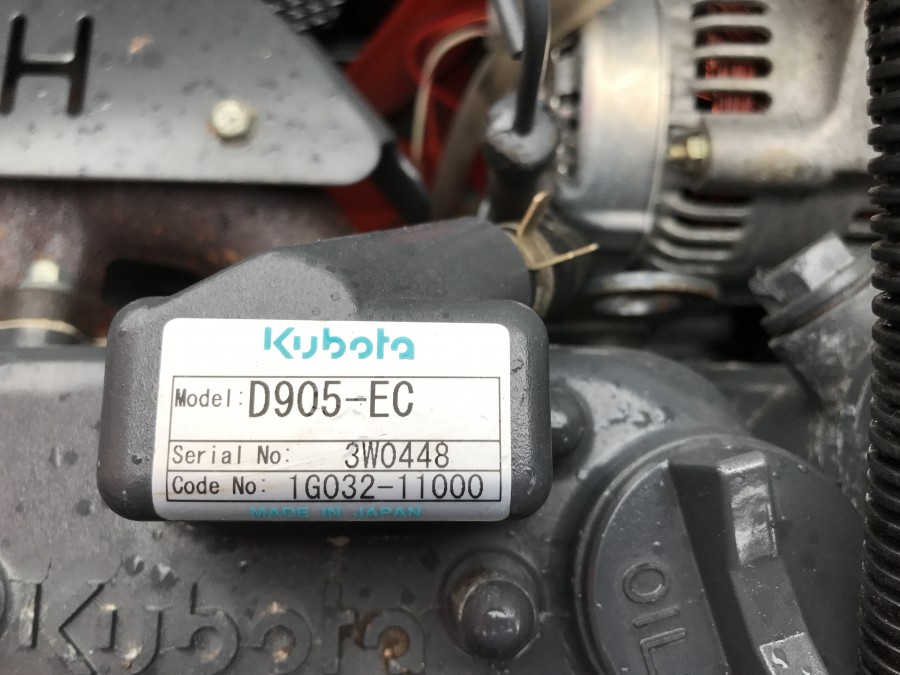 H
Kubota
Model: D905-EC
Serial No: 3W0448
Code No: 1G032-11000
MADE IN JAPAN
Kubota
OIL